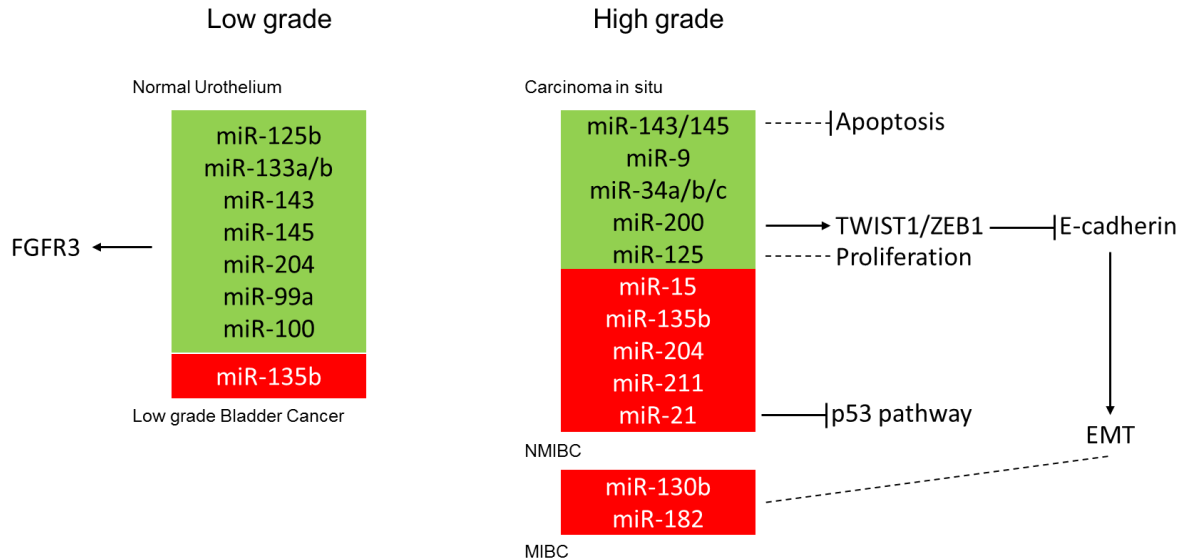 Low grade
High grade
Normal Urothelium
Carcinoma in situ
miR-125b
miR-133a/b
miR-143
miR-145
miR-204
miR-99a
miR-100
miR-135b
FGFR3
Low grade Bladder Cancer
miR-143/145
miR-9
miR-34a/b/c
miR-200
miR-125
miR-15
miR-135b
miR-204
miR-211
miR-21
Apoptosis
TWIST1/ZEB1
E-cadherin
Proliferation
p53 pathway
EMT
NMIBC
miR-130b
miR-182
MIBC